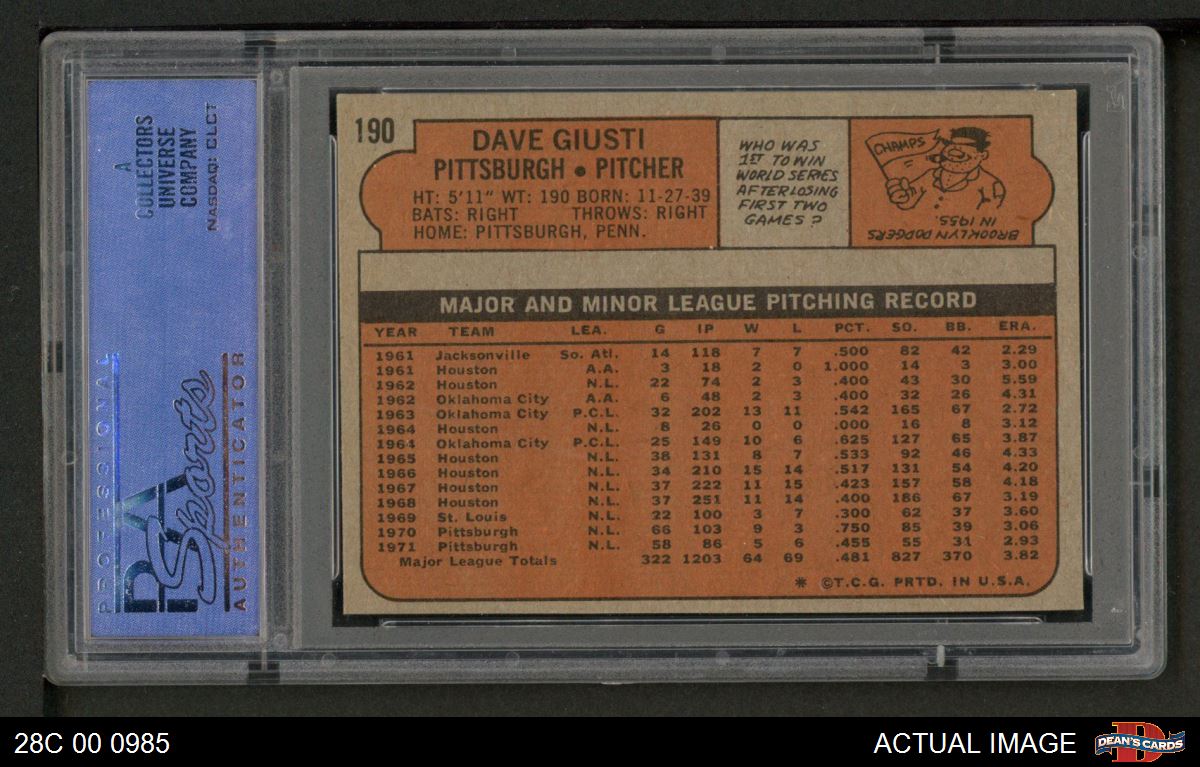 A
COLLECTORS
UNIVERSE
COMPANY
NASDAQ: CLCT
PROFESSIONAL
PSA
Sports
AUTHENTICATOR
190
DAVE GIUSTI
PITTSBURGH • PITCHER
HT: 5'11" WT: 190 BORN: 11-27-39
BATS: RIGHT THROWS: RIGHT
HOME: PITTSBURGH, PENN.
WHO WAS
1ST TO WIN
WORLD SERIES
AFTER LOSING
FIRST TWO
GAMES?
CHAMPS
BROOKLYN DODGERS
IN 1955.
MAJOR AND MINOR LEAGUE PITCHING RECORD
YEAR TEAM LEA. G IP W L PCT. SO. BB. ERA.
1961 Jacksonville So. Atl. 14 118 7 7 .500 82 42 2.29
1961 Houston A.A. 3 18 2 0 1.000 14 3 3.00
1962 Houston N.L. 22 74 2 3 .400 43 30 5.59
1962 Oklahoma City A.A. 6 48 2 3 .400 32 26 4.31
1963 Oklahoma City P.C.L. 32 202 13 11 .542 165 67 2.72
1964 Houston N.L. 8 26 0 0 .000 16 8 3.12
1964 Oklahoma City P.C.L. 25 149 10 6 .625 127 65 3.87
1965 Houston N.L. 38 131 8 7 .533 92 46 4.33
1966 Houston N.L. 34 210 15 14 .517 131 54 4.20
1967 Houston N.L. 37 222 11 15 .423 157 58 4.18
1968 Houston N.L. 37 251 11 14 .400 186 67 3.19
1969 St. Louis N.L. 22 100 3 7 .300 62 37 3.60
1970 Pittsburgh N.L. 66 103 9 3 .750 85 39 3.06
1971 Pittsburgh N.L. 58 86 5 6 .455 55 31 2.93
Major League Totals 322 1203 64 69 .481 827 370 3.82
* ©T.C.G. PRTD. IN U.S.A.
28C 00 0985
ACTUAL IMAGE
D
DEAN'S CARDS